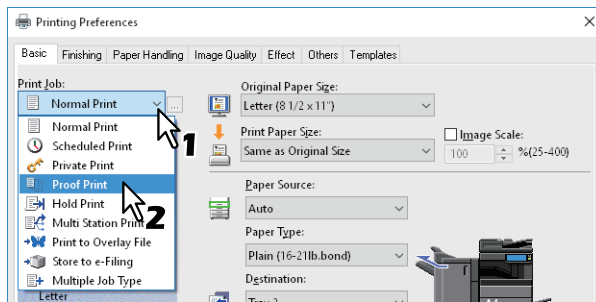 Printing Preferences
Basic Finishing Paper Handling Image Quality Effect Others Templates
Print Job:
Normal Print
...
Normal Print
Scheduled Print
Private Print
Proof Print
Hold Print
Multi Station Print
Print to Overlay File
Store to e-Filing
Multiple Job Type
Letter
1
2
Original Paper Size:
Letter (8 1/2 x 11")
Print Paper Size:
Same as Original Size
Image Scale:
100 %(25-400)
Paper Source:
Auto
Paper Type:
Plain (16-21lb.bond)
Destination: